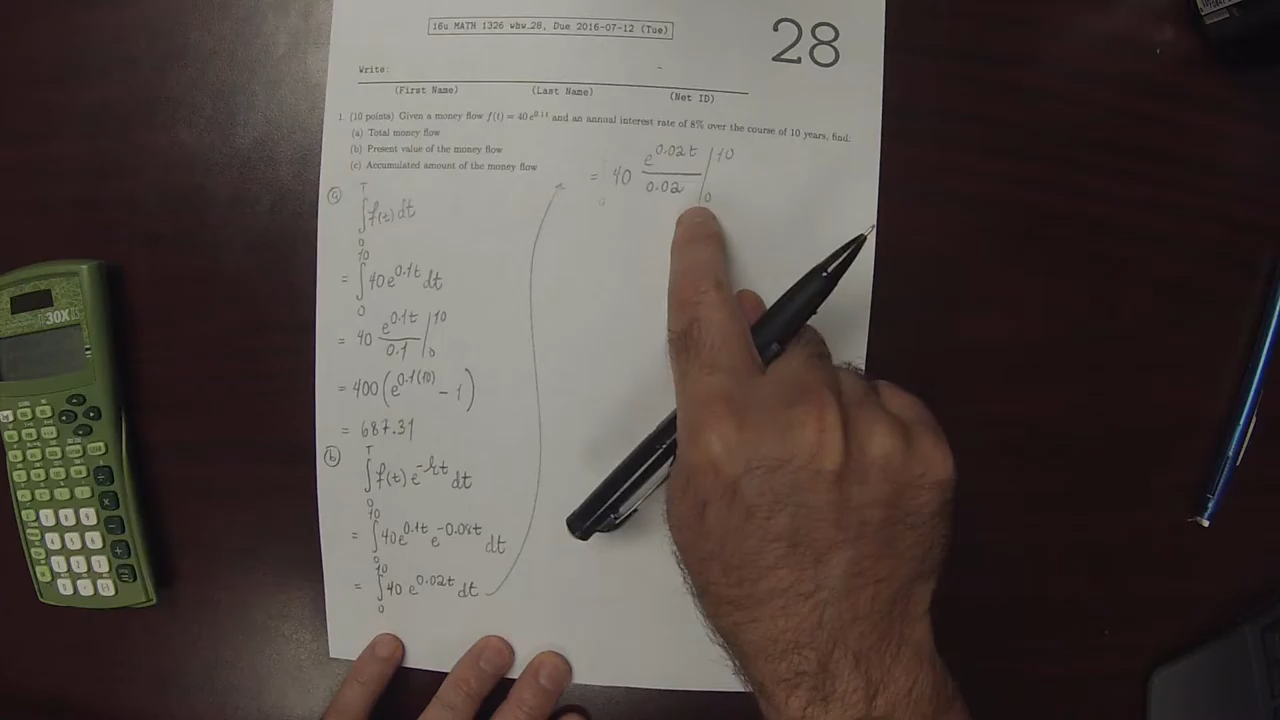 16u MATH 1326 whw_28, Due 2016-07-12 (Tue)
28
Write:
(First Name) (Last Name) (Net ID)
1. (10 points) Given a money flow f(t) = 40 e^{0.1t} and an annual interest rate of 8% over the course of 10 years, find:
(a) Total money flow
(b) Present value of the money flow
(c) Accumulated amount of the money flow
ⓐ ∫_0^T f(t) dt
= ∫_0^{10} 40 e^{0.1t} dt
= 40 e^{0.1t}/0.1 |_0^{10}
= 400 (e^{0.1(10)} - 1)
= 687.31
ⓑ ∫_0^T f(t) e^{-rt} dt
= ∫_0^{10} 40 e^{0.1t} e^{-0.08t} dt
= ∫_0^{10} 40 e^{0.02t} dt
= 40 e^{0.02t}/0.02 |_0^{10}
30X IIS